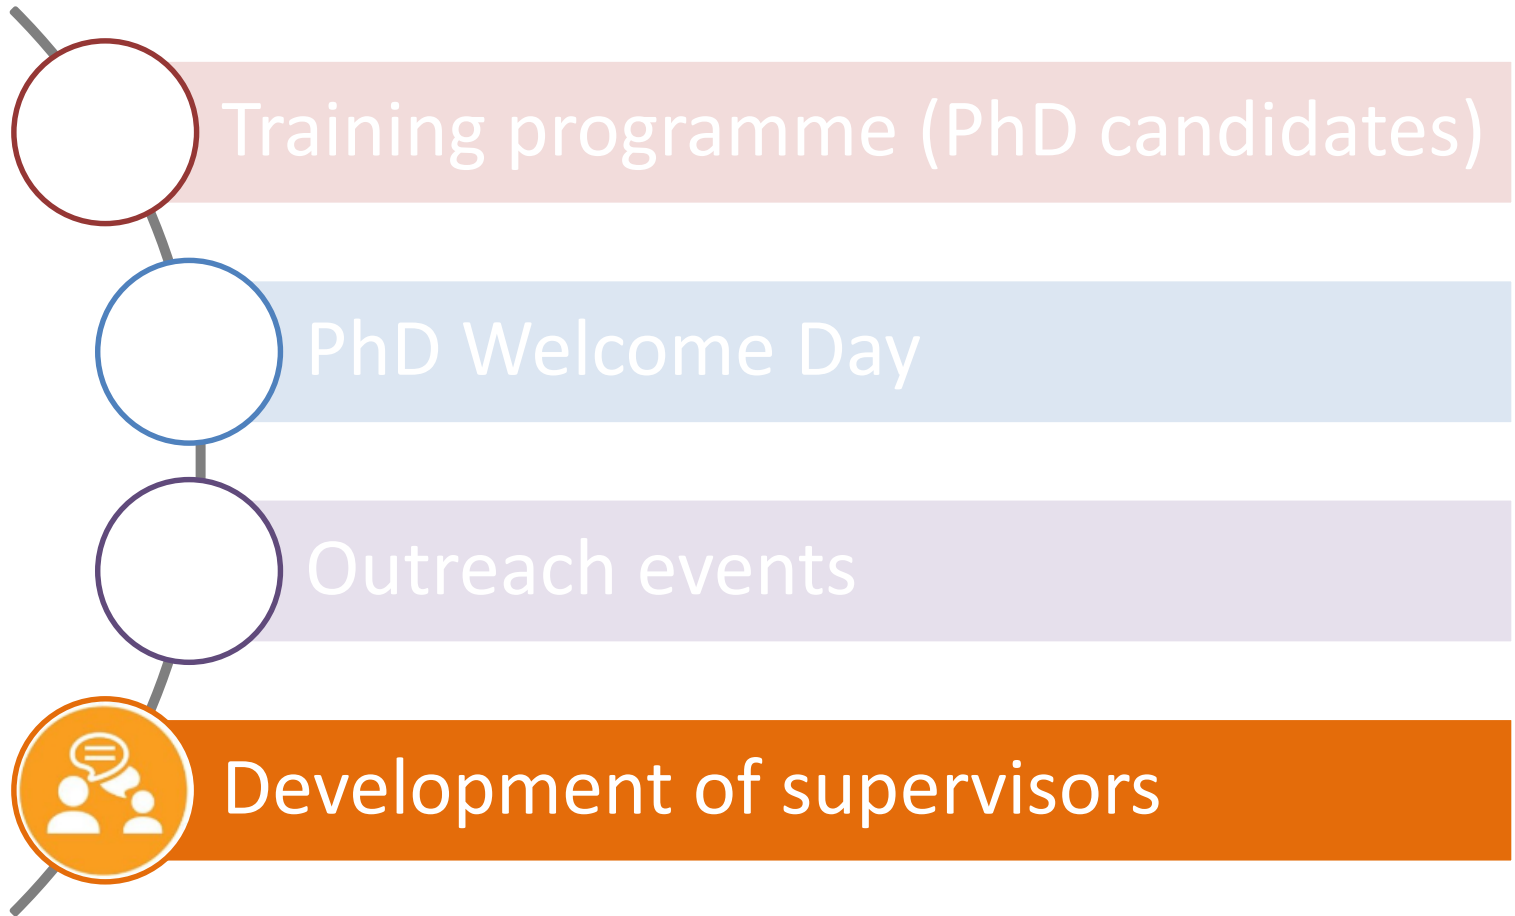 Training programme (PhD candidates)
PhD Welcome Day
Outreach events
Development of supervisors